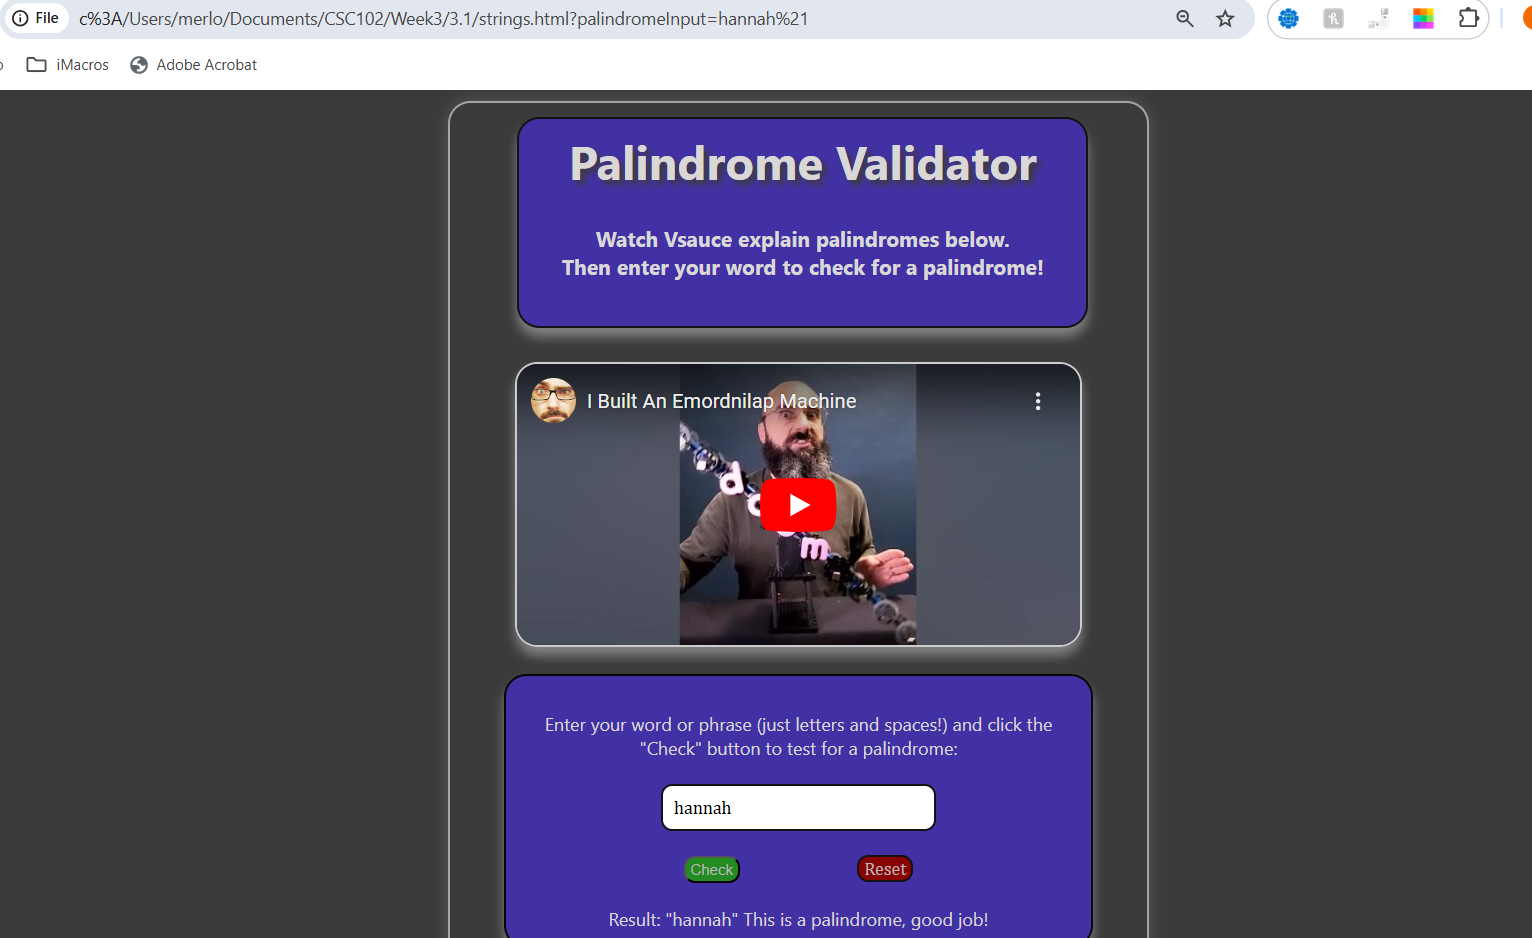 File c%3A/Users/merlo/Documents/CSC102/Week3/3.1/strings.html?palindromeInput=hannah%21
iMacros Adobe Acrobat
Palindrome Validator
Watch Vsauce explain palindromes below.
Then enter your word to check for a palindrome!
I Built An Emordnilap Machine
d
m
Enter your word or phrase (just letters and spaces!) and click the
"Check" button to test for a palindrome:
hannah
Check Reset
Result: "hannah" This is a palindrome, good job!